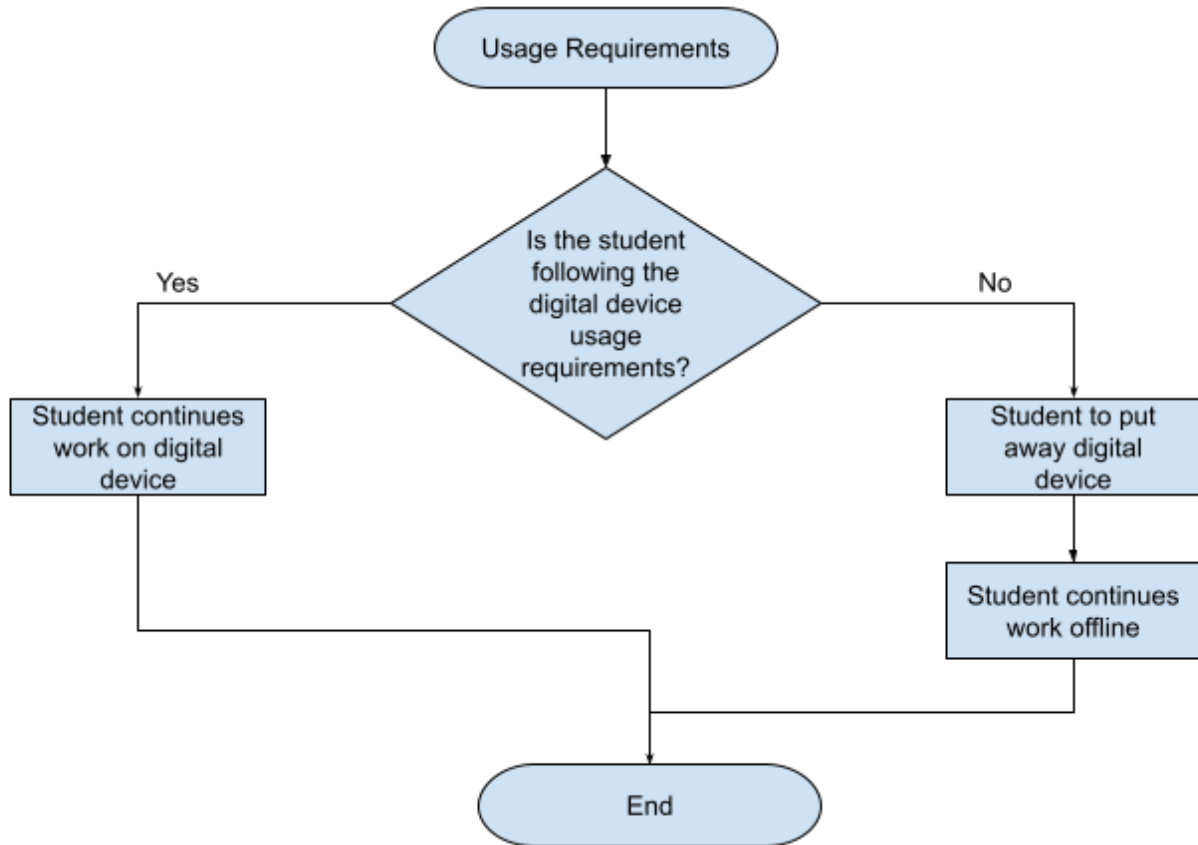 Usage Requirements
Is the student
following the
digital device
usage
requirements?
Yes
No
Student continues
work on digital
device
Student to put
away digital
device
Student continues
work offline
End